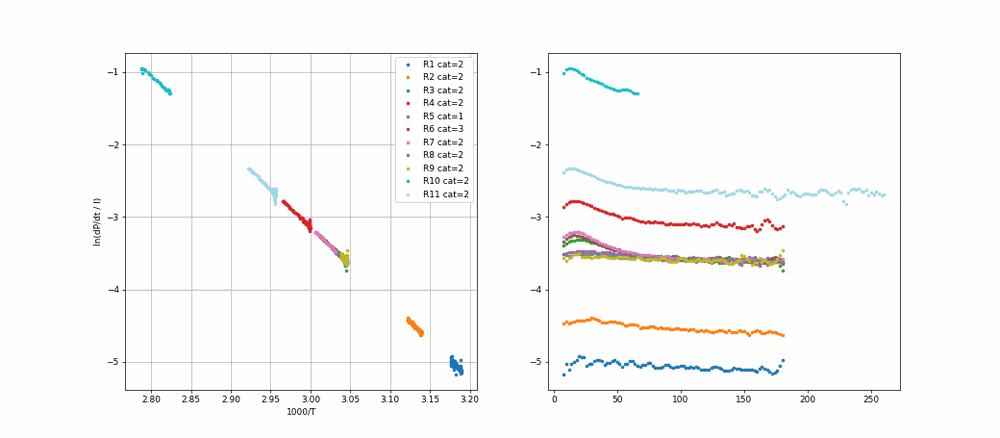 −1
−2
−3
−4
−5
ln(dP/dt / I)
2.80 2.85 2.90 2.95 3.00 3.05 3.10 3.15 3.20
1000/T
R1 cat=2
R2 cat=2
R3 cat=2
R4 cat=2
R5 cat=1
R6 cat=3
R7 cat=2
R8 cat=2
R9 cat=2
R10 cat=2
R11 cat=2
−1
−2
−3
−4
−5
0 50 100 150 200 250